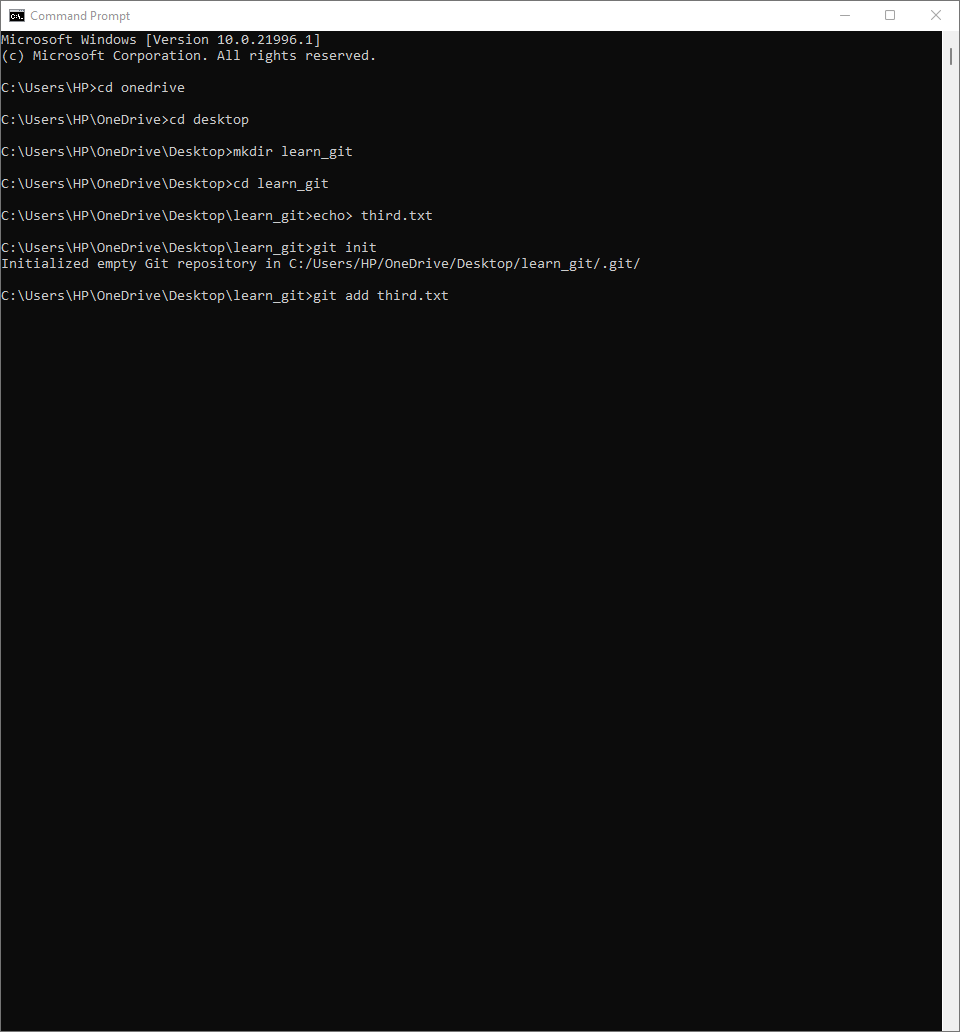 Command Prompt
Microsoft Windows [Version 10.0.21996.1]
(c) Microsoft Corporation. All rights reserved.
C:\Users\HP>cd onedrive
C:\Users\HP\OneDrive>cd desktop
C:\Users\HP\OneDrive\Desktop>mkdir learn_git
C:\Users\HP\OneDrive\Desktop>cd learn_git
C:\Users\HP\OneDrive\Desktop\learn_git>echo> third.txt
C:\Users\HP\OneDrive\Desktop\learn_git>git init
Initialized empty Git repository in C:/Users/HP/OneDrive/Desktop/learn_git/.git/
C:\Users\HP\OneDrive\Desktop\learn_git>git add third.txt